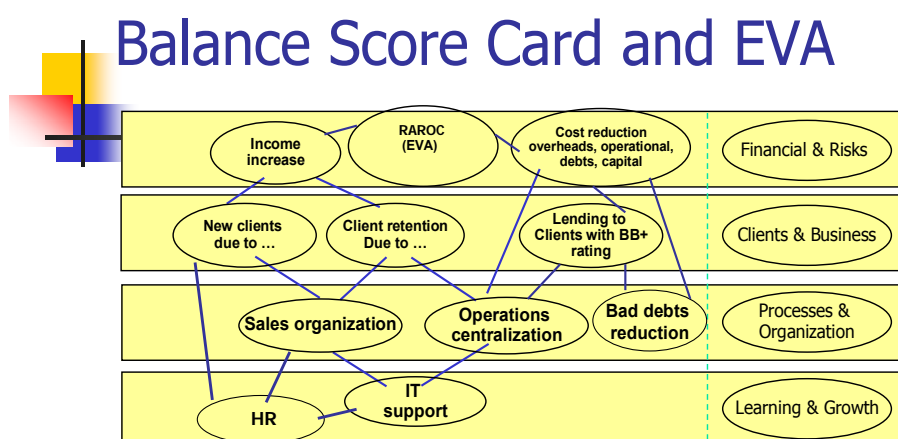 Balance Score Card and EVA
Income
increase
RAROC
(EVA)
Cost reduction
overheads, operational,
debts, capital
Financial & Risks
New clients
due to ...
Client retention
Due to ...
Lending to
Clients with BB+
rating
Clients & Business
Sales organization
Operations
centralization
Bad debts
reduction
Processes &
Organization
HR
IT
support
Learning & Growth